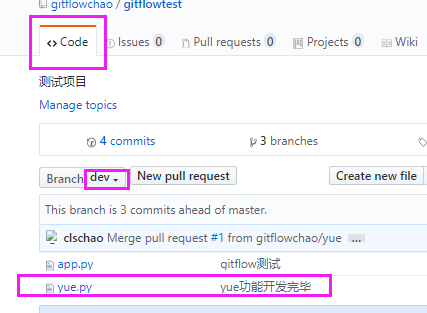 gitflowchao / gitflowtest
Code Issues 0 Pull requests 0 Projects 0 Wiki
测试项目
Manage topics
4 commits 3 branches
Branch: dev New pull request Create new file
This branch is 3 commits ahead of master.
clschao Merge pull request #1 from gitflowchao/yue ...
app.py gitflow测试
yue.py yue功能开发完毕